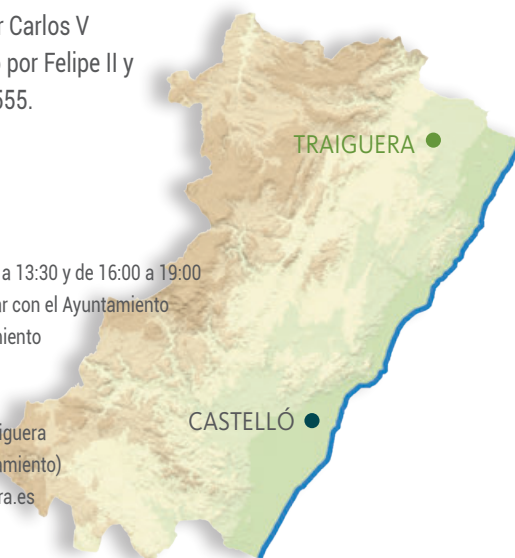 r Carlos V
por Felipe II y
555.
TRAIGUERA
a 13:30 y de 16:00 a 19:00
ar con el Ayuntamiento
miento
CASTELLÓ
iguera
amiento)
ra.es